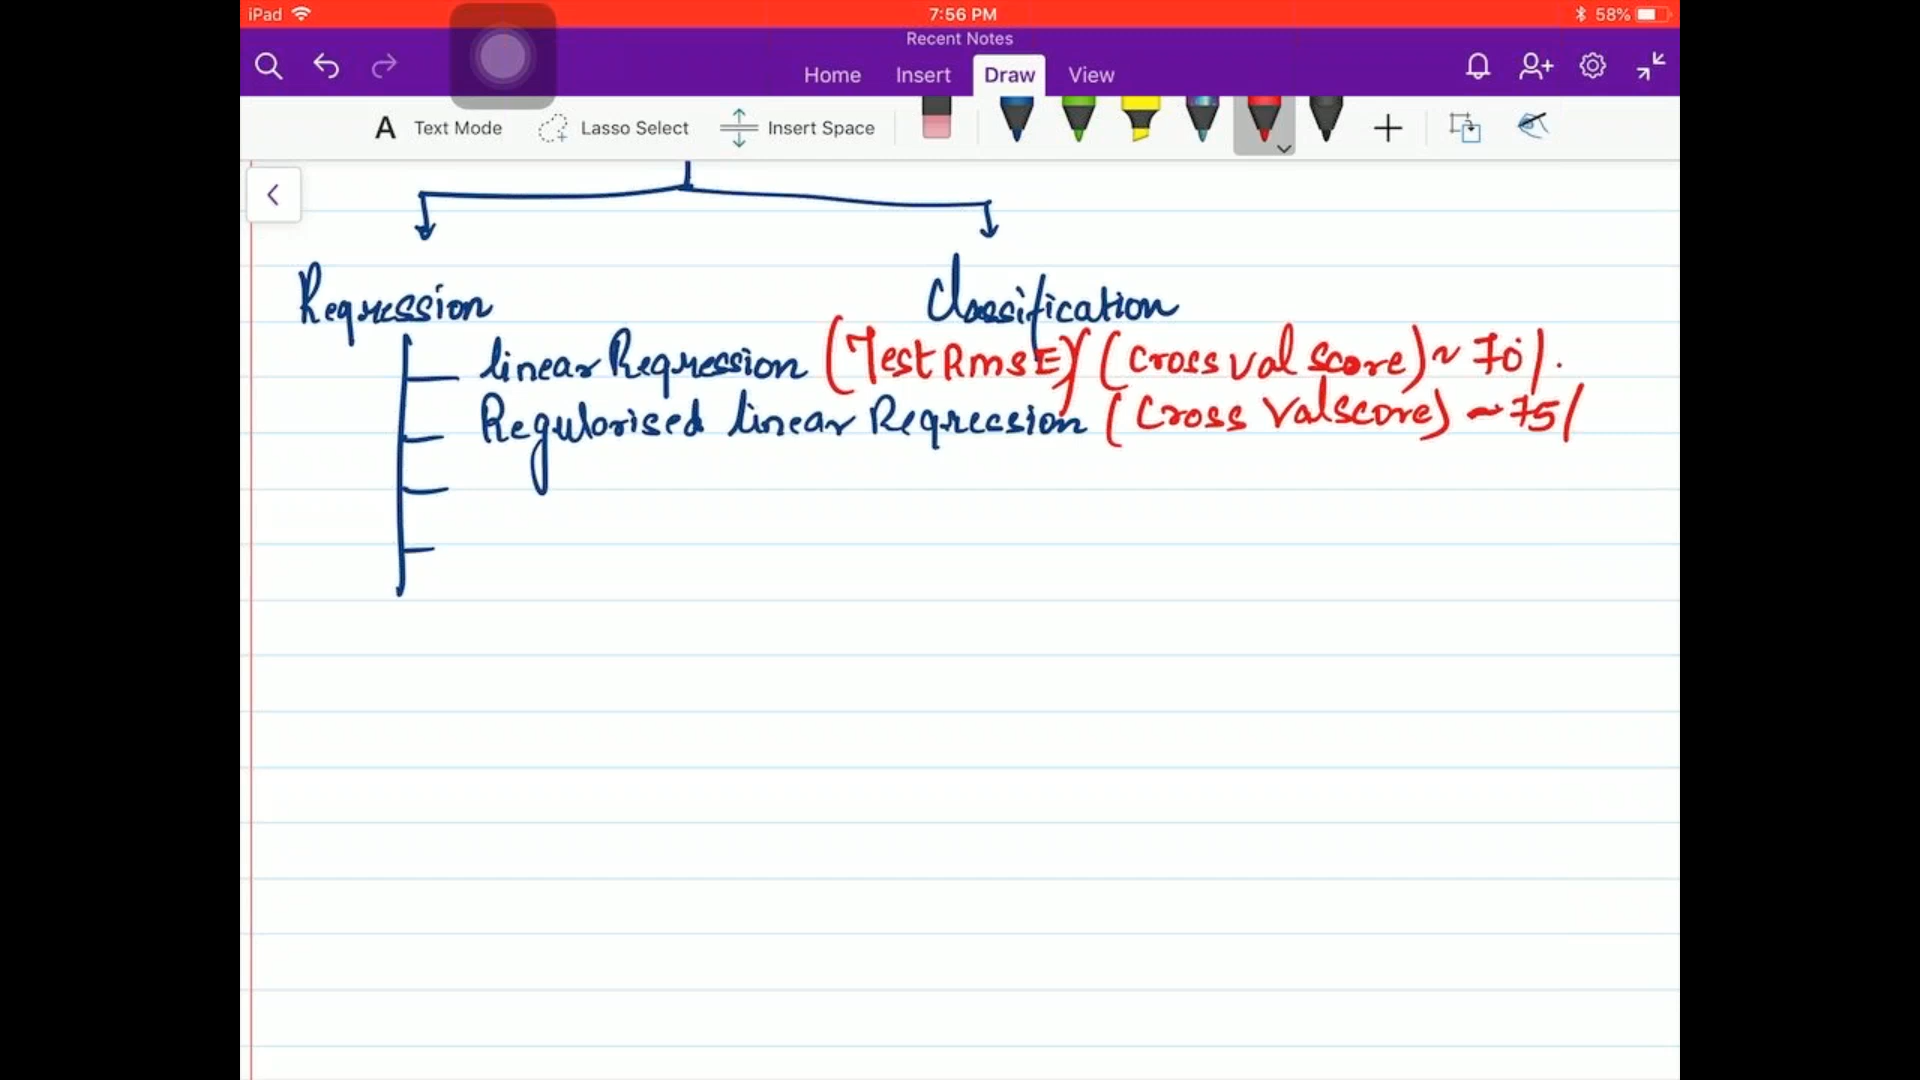 iPad 7:56 PM 58%
Recent Notes
Home Insert Draw View
A Text Mode Lasso Select Insert Space
Regression Classification
linear Regression (Test RmsE) (cross val score) ~ 70%.
Regularised linear Regression (Cross Valscore) ~ 75/